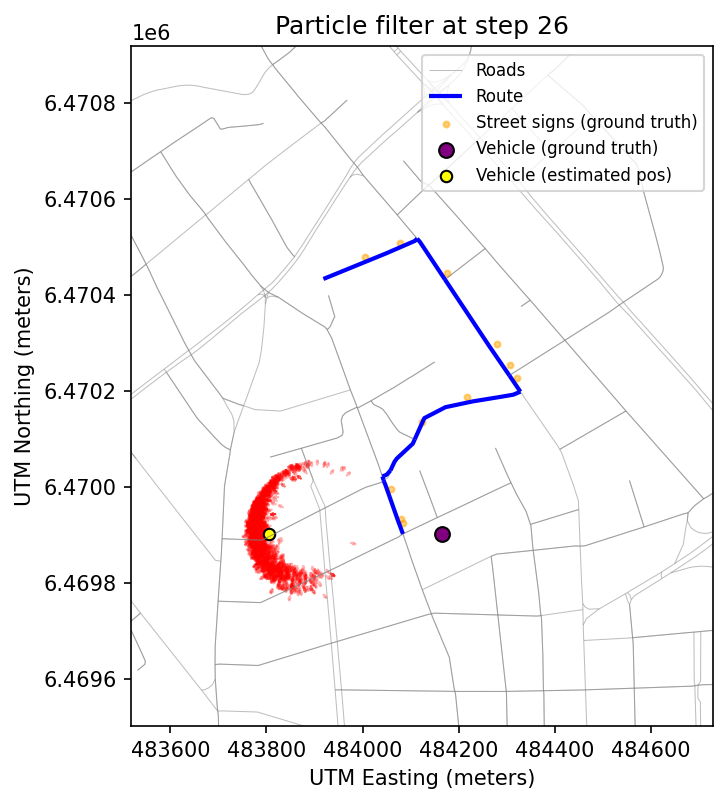 Particle filter at step 26
1e6
Roads
Route
Street signs (ground truth)
Vehicle (ground truth)
Vehicle (estimated pos)
6.4708
6.4706
6.4704
6.4702
6.4700
6.4698
6.4696
UTM Northing (meters)
483600 483800 484000 484200 484400 484600
UTM Easting (meters)